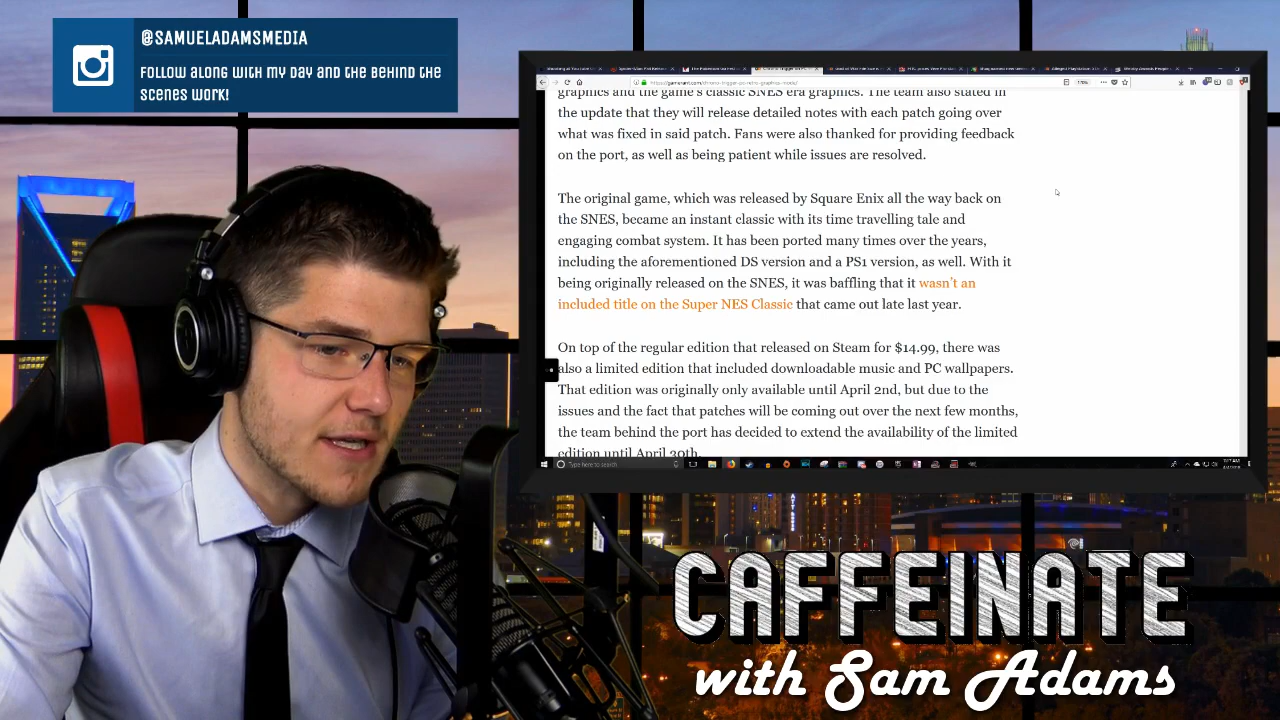 @SAMUELADAMSMEDIA
FOLLOW ALONG WITH MY DAY AND THE BEHIND THE
SCENES WORK!
graphics and the game's classic SNES era graphics. The team also stated in
the update that they will release detailed notes with each patch going over
what was fixed in said patch. Fans were also thanked for providing feedback
on the port, as well as being patient while issues are resolved.
The original game, which was released by Square Enix all the way back on
the SNES, became an instant classic with its time travelling tale and
engaging combat system. It has been ported many times over the years,
including the aforementioned DS version and a PS1 version, as well. With it
being originally released on the SNES, it was baffling that it wasn't an
included title on the Super NES Classic that came out late last year.
On top of the regular edition that released on Steam for $14.99, there was
also a limited edition that included downloadable music and PC wallpapers.
That edition was originally only available until April 2nd, but due to the
issues and the fact that patches will be coming out over the next few months,
the team behind the port has decided to extend the availability of the limited
edition until April 30th.
Type here to search
CAFFEINATE
with Sam Adams